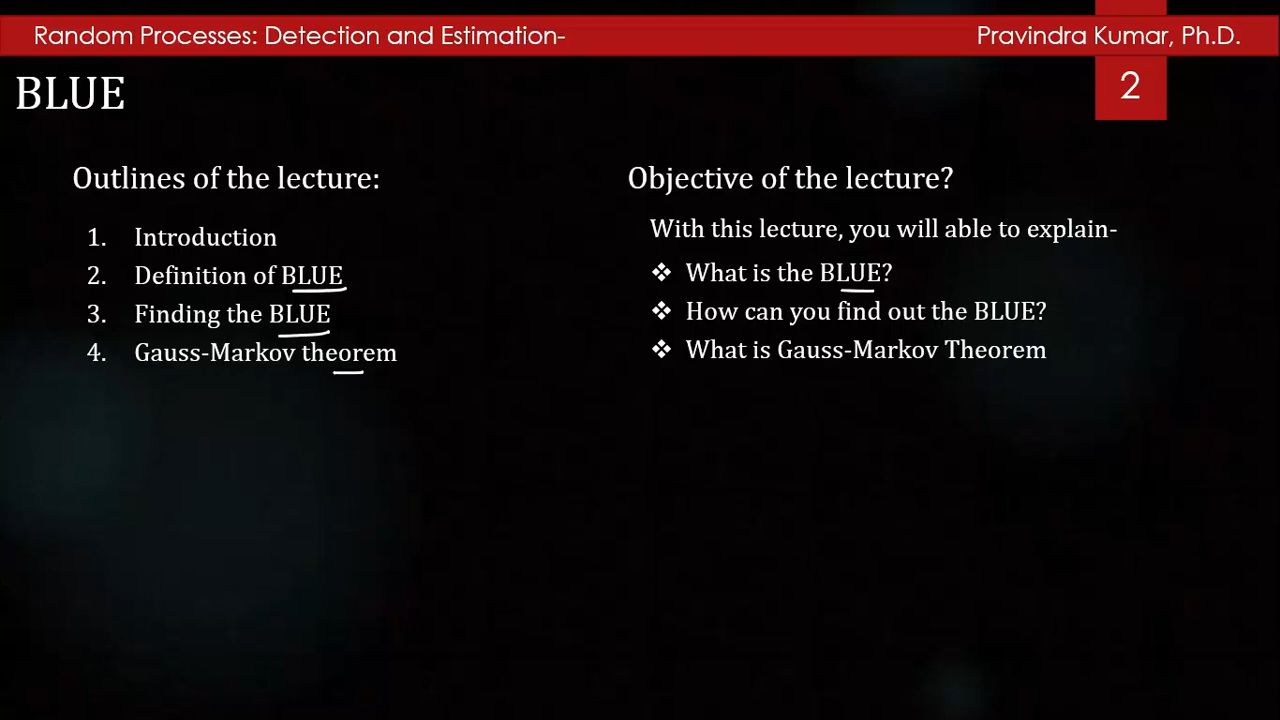 Random Processes: Detection and Estimation-
Pravindra Kumar, Ph.D.
BLUE
2
Outlines of the lecture:
1. Introduction
2. Definition of BLUE
3. Finding the BLUE
4. Gauss-Markov theorem
Objective of the lecture?
With this lecture, you will able to explain-
❖ What is the BLUE?
❖ How can you find out the BLUE?
❖ What is Gauss-Markov Theorem